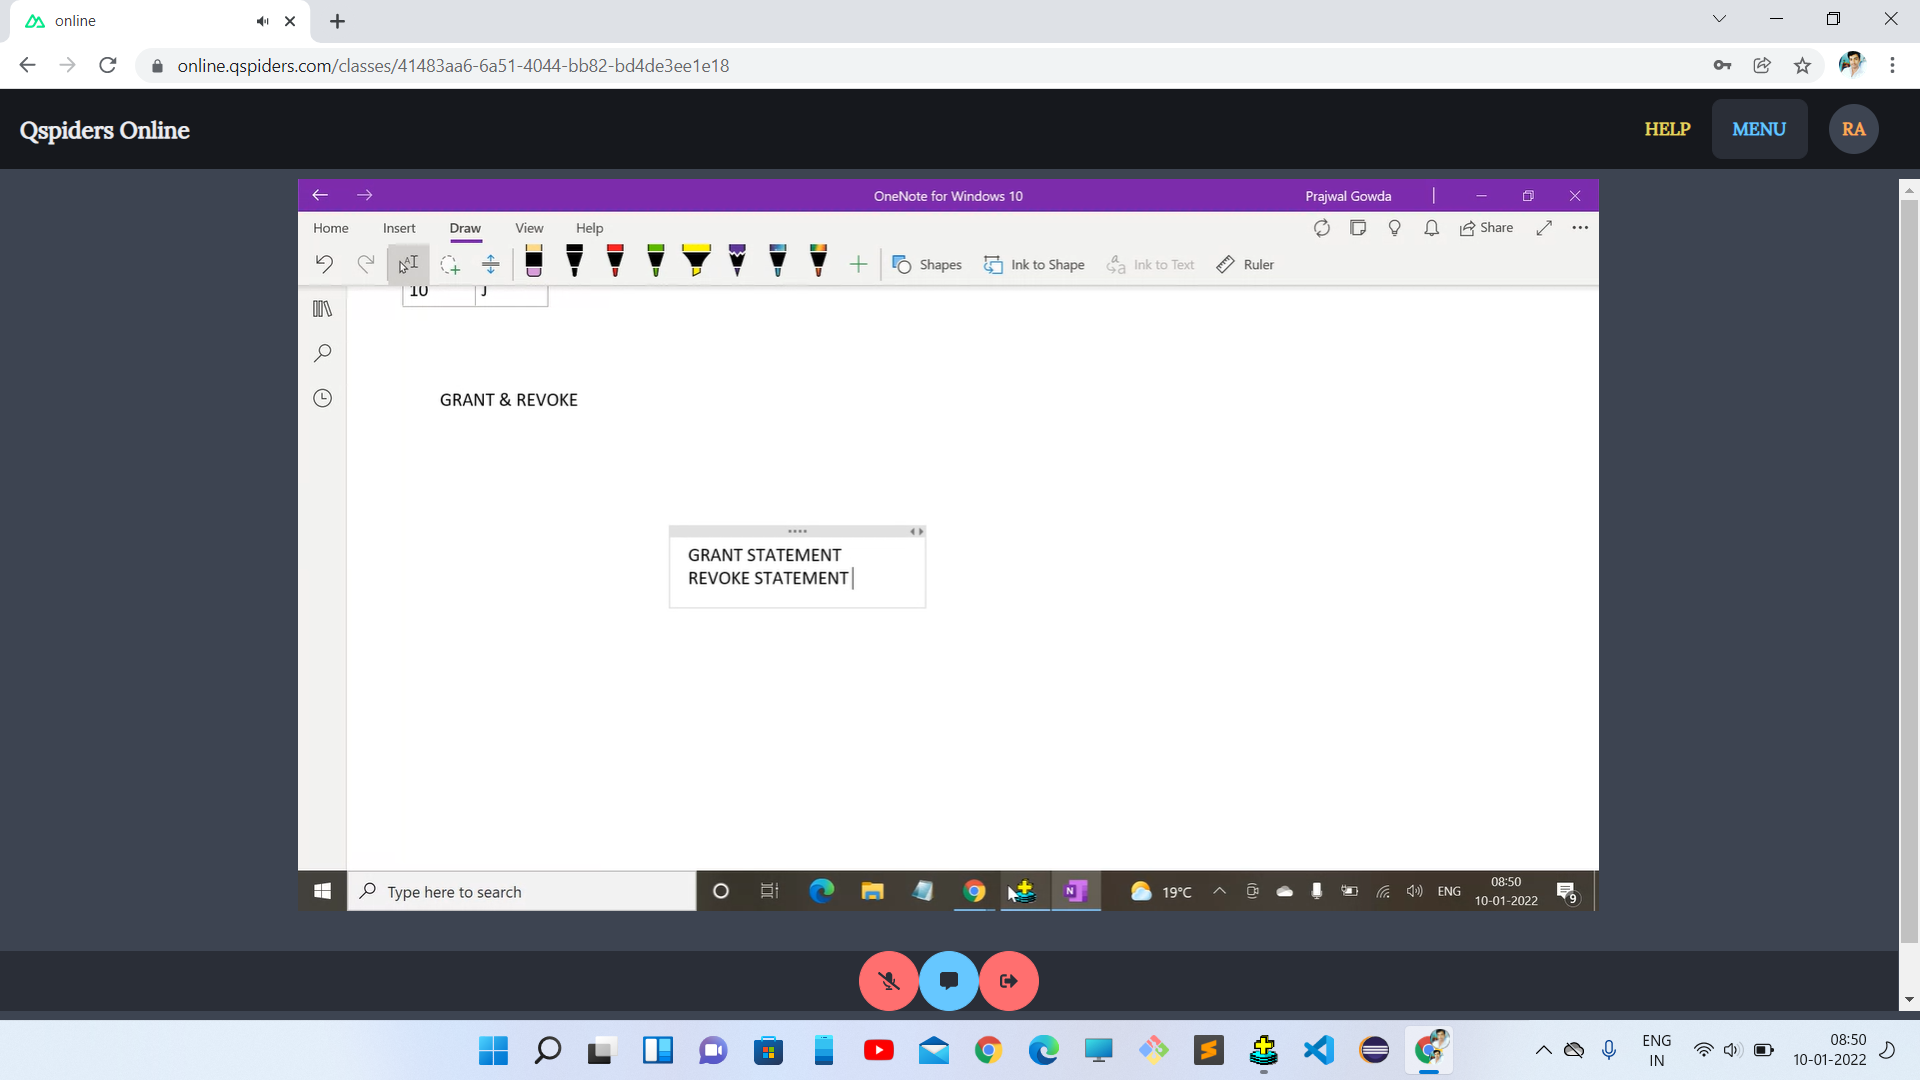 online
online.qspiders.com/classes/41483aa6-6a51-4044-bb82-bd4de3ee1e18
Qspiders Online
HELP
MENU
RA
OneNote for Windows 10
Prajwal Gowda
Home
Insert
Draw
View
Help
Share
Shapes
Ink to Shape
Ink to Text
Ruler
10
J
GRANT & REVOKE
GRANT STATEMENT
REVOKE STATEMENT
Type here to search
19°C
ENG
08:50
10-01-2022
9
ENG
IN
08:50
10-01-2022